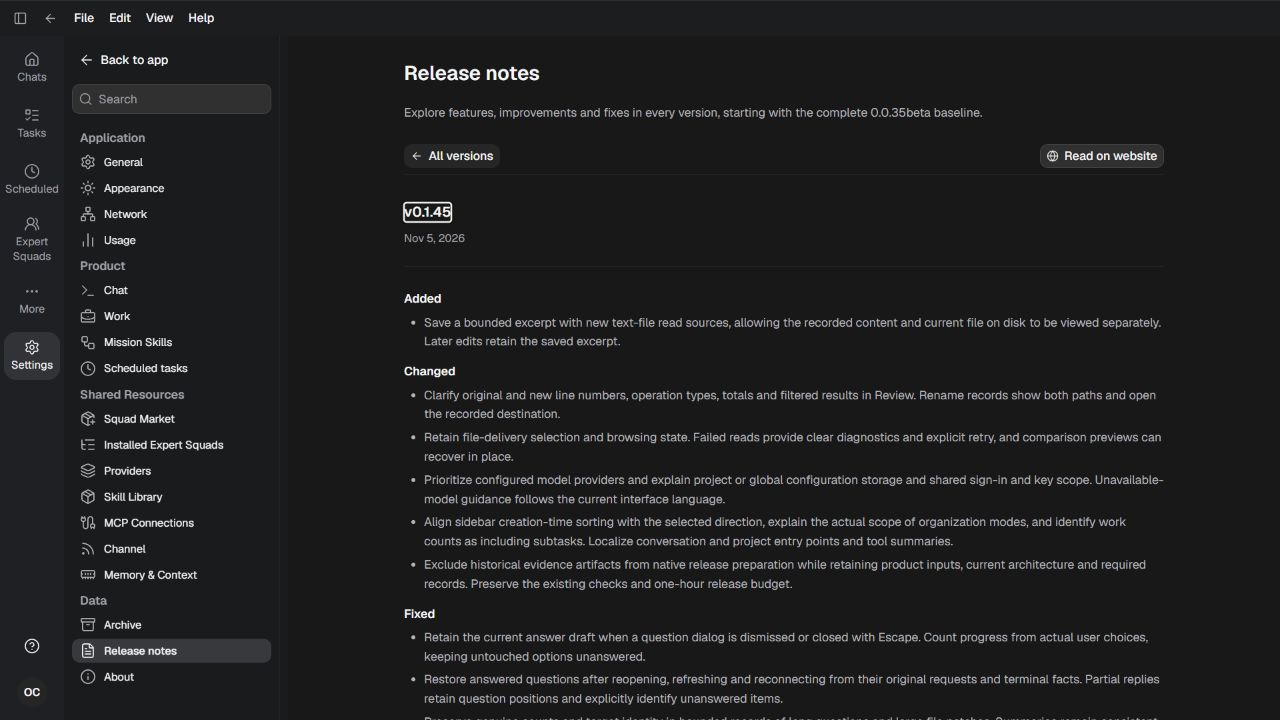 File Edit View Help
Chats
Tasks
Scheduled
Expert
Squads
More
Settings
OC
Back to app
Search
Application
General
Appearance
Network
Usage
Product
Chat
Work
Mission Skills
Scheduled tasks
Shared Resources
Squad Market
Installed Expert Squads
Providers
Skill Library
MCP Connections
Channel
Memory & Context
Data
Archive
Release notes
About
Release notes
Explore features, improvements and fixes in every version, starting with the complete 0.0.35beta baseline.
All versions
Read on website
v0.1.45
Nov 5, 2026
Added
• Save a bounded excerpt with new text-file read sources, allowing the recorded content and current file on disk to be viewed separately.
Later edits retain the saved excerpt.
Changed
• Clarify original and new line numbers, operation types, totals and filtered results in Review. Rename records show both paths and open
the recorded destination.
• Retain file-delivery selection and browsing state. Failed reads provide clear diagnostics and explicit retry, and comparison previews can
recover in place.
• Prioritize configured model providers and explain project or global configuration storage and shared sign-in and key scope. Unavailable-
model guidance follows the current interface language.
• Align sidebar creation-time sorting with the selected direction, explain the actual scope of organization modes, and identify work
counts as including subtasks. Localize conversation and project entry points and tool summaries.
• Exclude historical evidence artifacts from native release preparation while retaining product inputs, current architecture and required
records. Preserve the existing checks and one-hour release budget.
Fixed
• Retain the current answer draft when a question dialog is dismissed or closed with Escape. Count progress from actual user choices,
keeping untouched options unanswered.
• Restore answered questions after reopening, refreshing and reconnecting from their original requests and terminal facts. Partial replies
retain question positions and explicitly identify unanswered items.